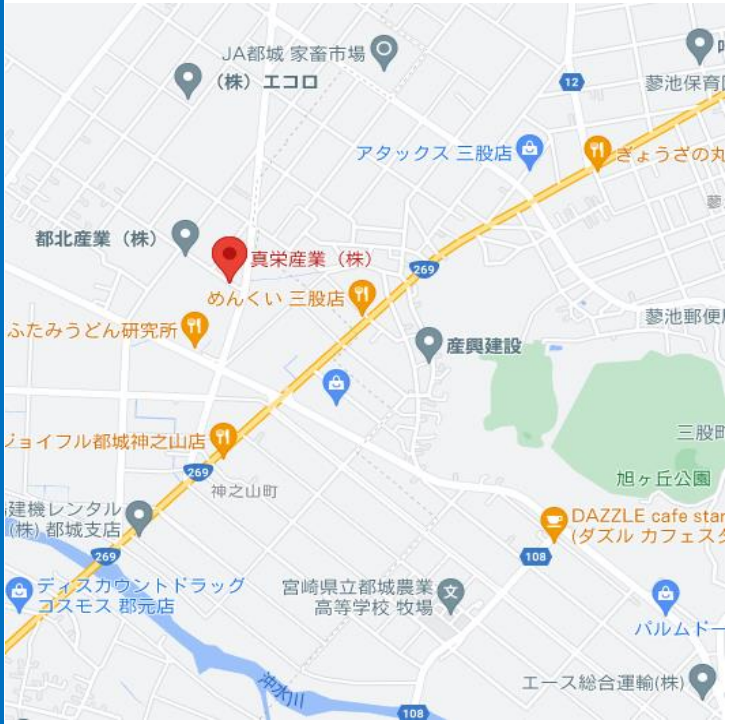 JA都城 家畜市場
(株) エコロ
12
蓼池保育
アタックス 三股店
ぎょうざの丸
都北産業 (株)
真栄産業 (株)
269
めんくい 三股店
ふたみうどん研究所
蓼池郵便
産興建設
ジョイフル都城神之山店
三股町
269
神之山町
旭ヶ丘公園
建機レンタル
(株) 都城支店
DAZZLE cafe star
(ダズル カフェスタ
269
108
ディスカウントドラッグ
コスモス 郡元店
宮崎県立都城農業
高等学校 牧場
パルムドー
エース総合運輸(株)
沖水川
108